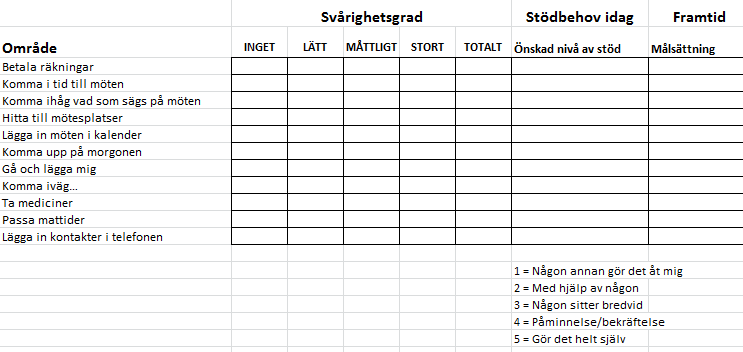 Svårighetsgrad Stödbehov idag Framtid
Område INGET LÄTT MÅTTLIGT STORT TOTALT Önskad nivå av stöd Målsättning
Betala räkningar
Komma i tid till möten
Komma ihåg vad som sägs på möten
Hitta till mötesplatser
Lägga in möten i kalender
Komma upp på morgonen
Gå och lägga mig
Komma iväg...
Ta mediciner
Passa mattider
Lägga in kontakter i telefonen
1 = Någon annan gör det åt mig
2 = Med hjälp av någon
3 = Någon sitter bredvid
4 = Påminnelse/bekräftelse
5 = Gör det helt själv